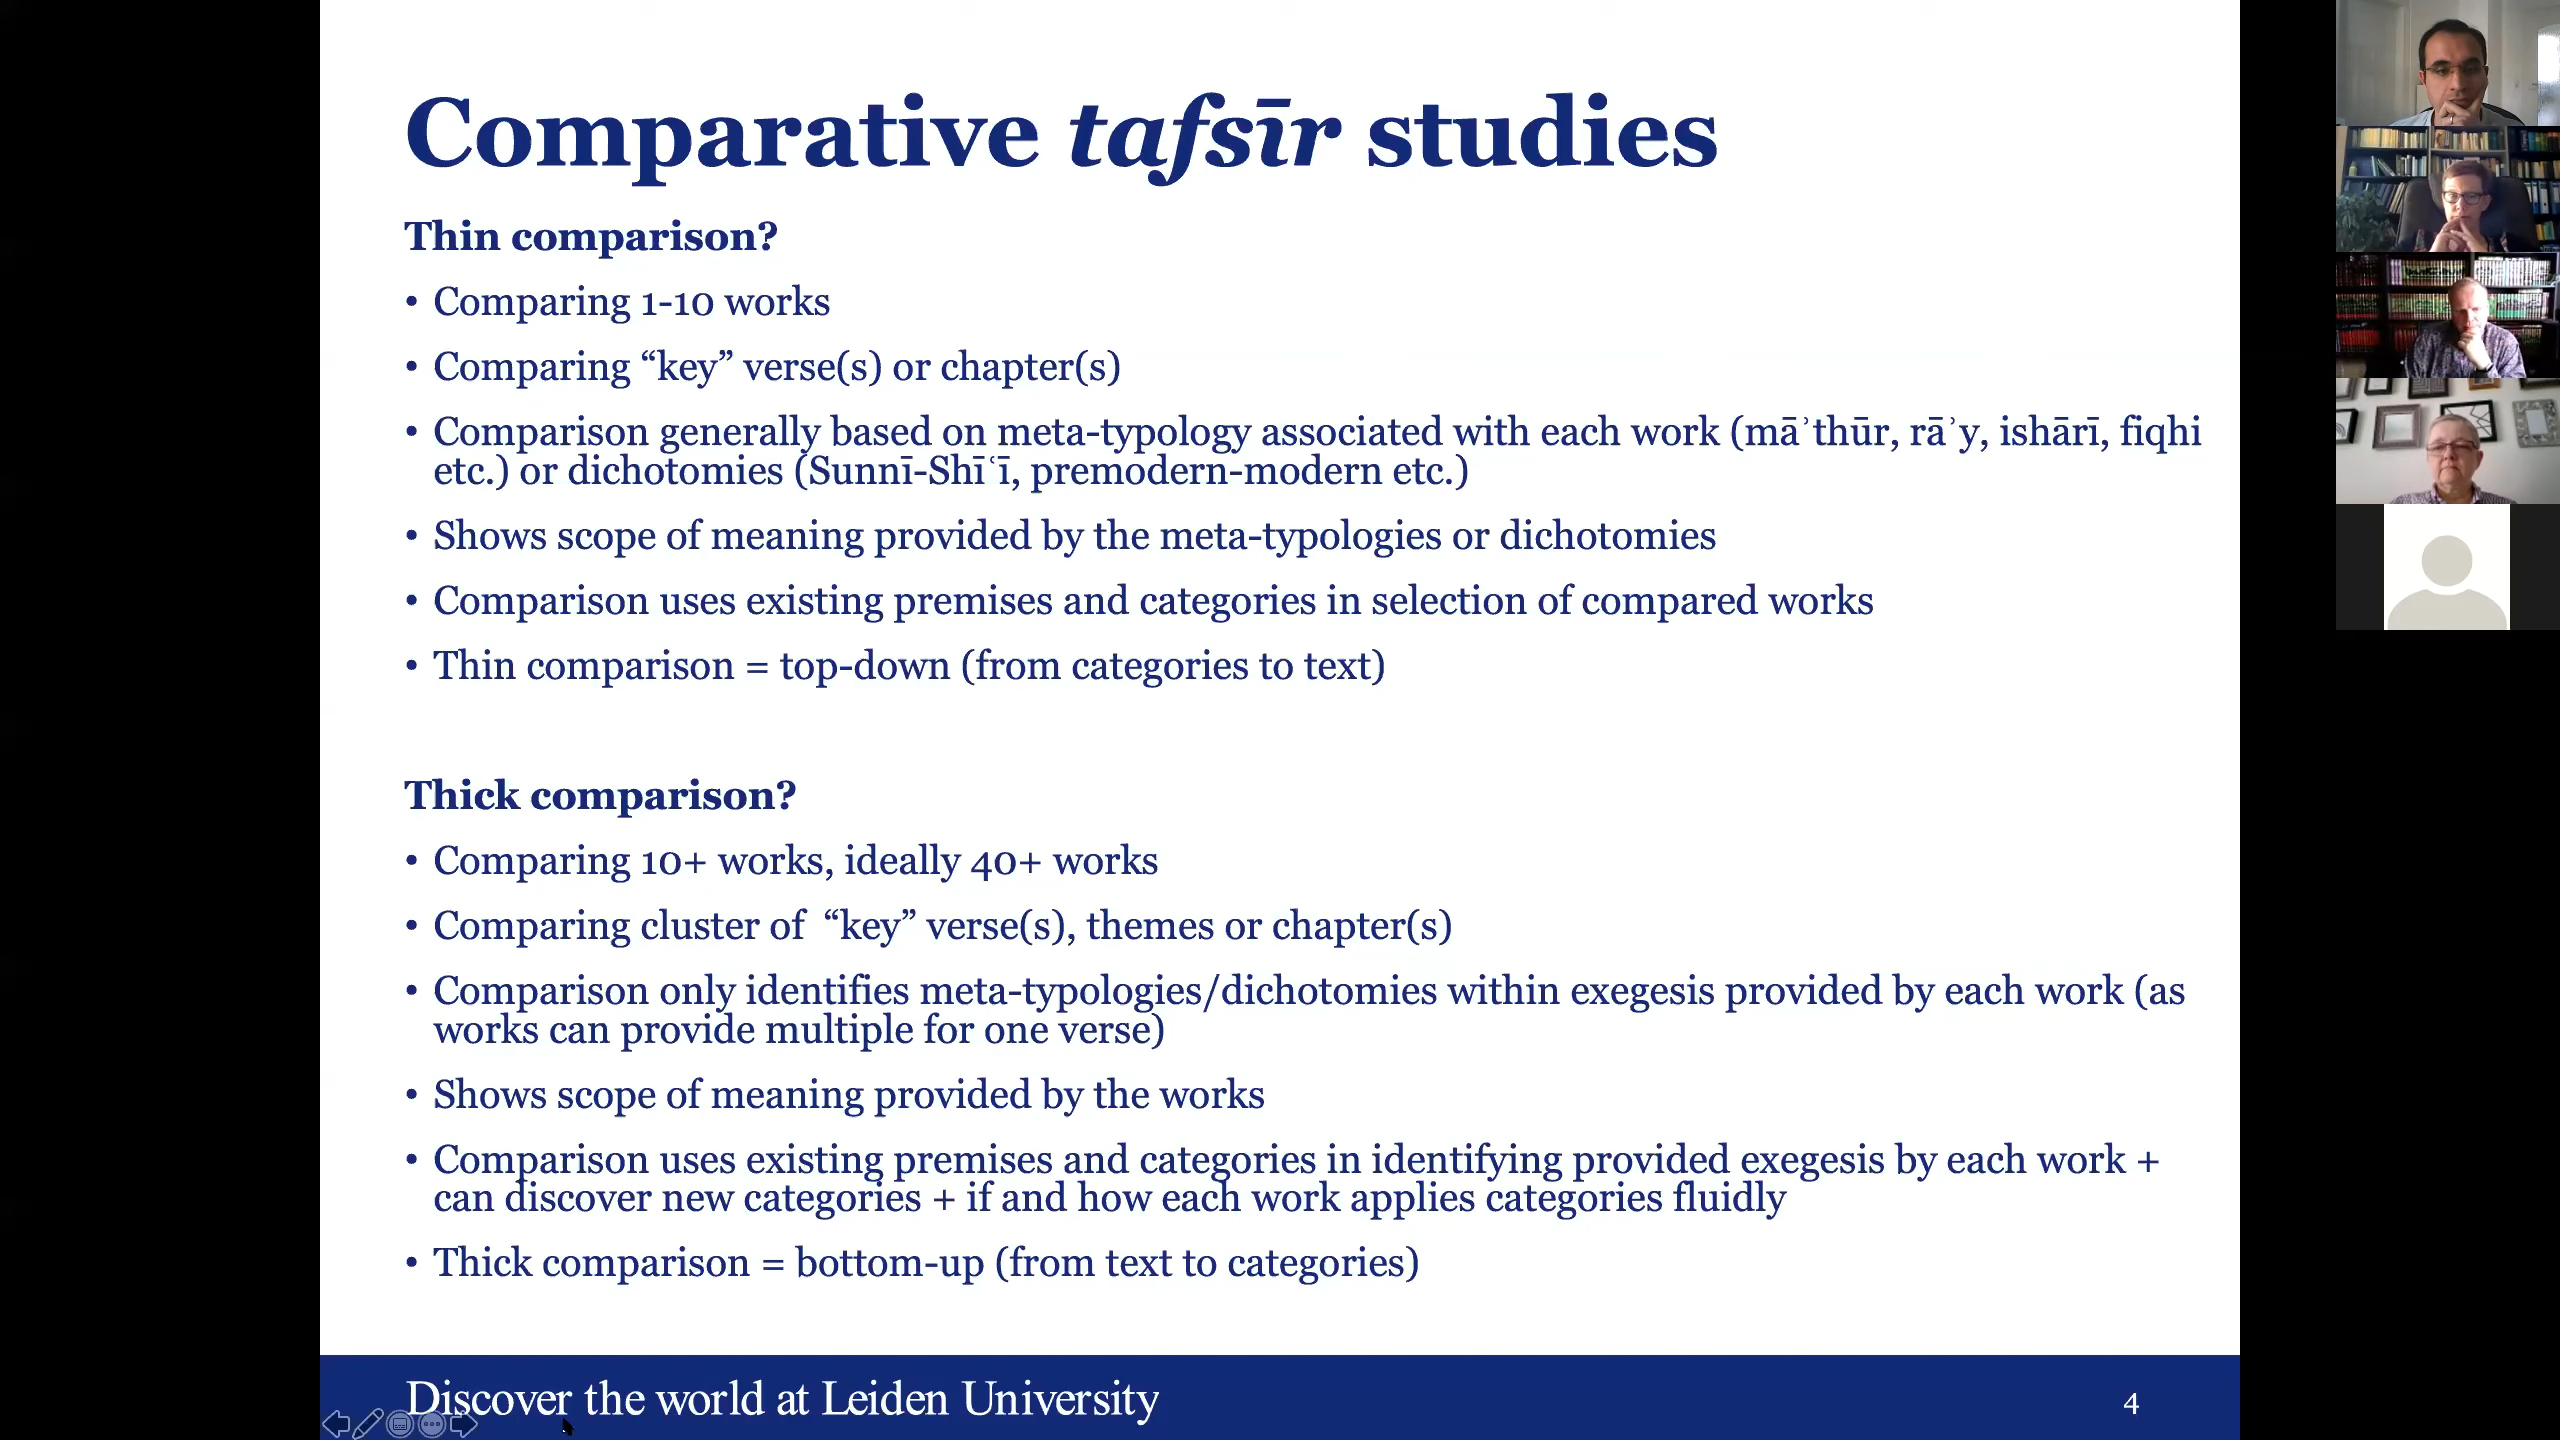 Comparative tafsīr studies
Thin comparison?
• Comparing 1-10 works
• Comparing “key” verse(s) or chapter(s)
• Comparison generally based on meta-typology associated with each work (māʾthūr, rāʾy, ishārī, fiqhi
etc.) or dichotomies (Sunnī-Shīʿī, premodern-modern etc.)
• Shows scope of meaning provided by the meta-typologies or dichotomies
• Comparison uses existing premises and categories in selection of compared works
• Thin comparison = top-down (from categories to text)
Thick comparison?
• Comparing 10+ works, ideally 40+ works
• Comparing cluster of “key” verse(s), themes or chapter(s)
• Comparison only identifies meta-typologies/dichotomies within exegesis provided by each work (as
works can provide multiple for one verse)
• Shows scope of meaning provided by the works
• Comparison uses existing premises and categories in identifying provided exegesis by each work +
can discover new categories + if and how each work applies categories fluidly
• Thick comparison = bottom-up (from text to categories)
Discover the world at Leiden University
4